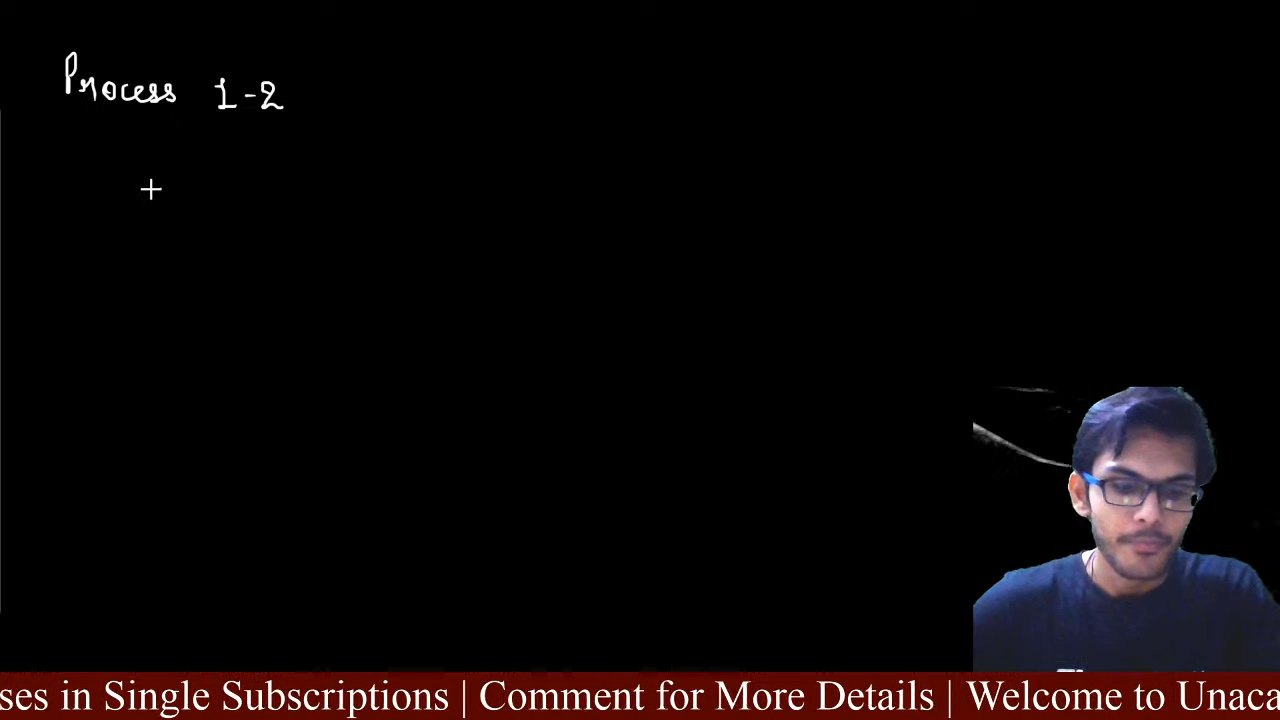 Process 1-2
ses in Single Subscriptions | Comment for More Details | Welcome to Unaca